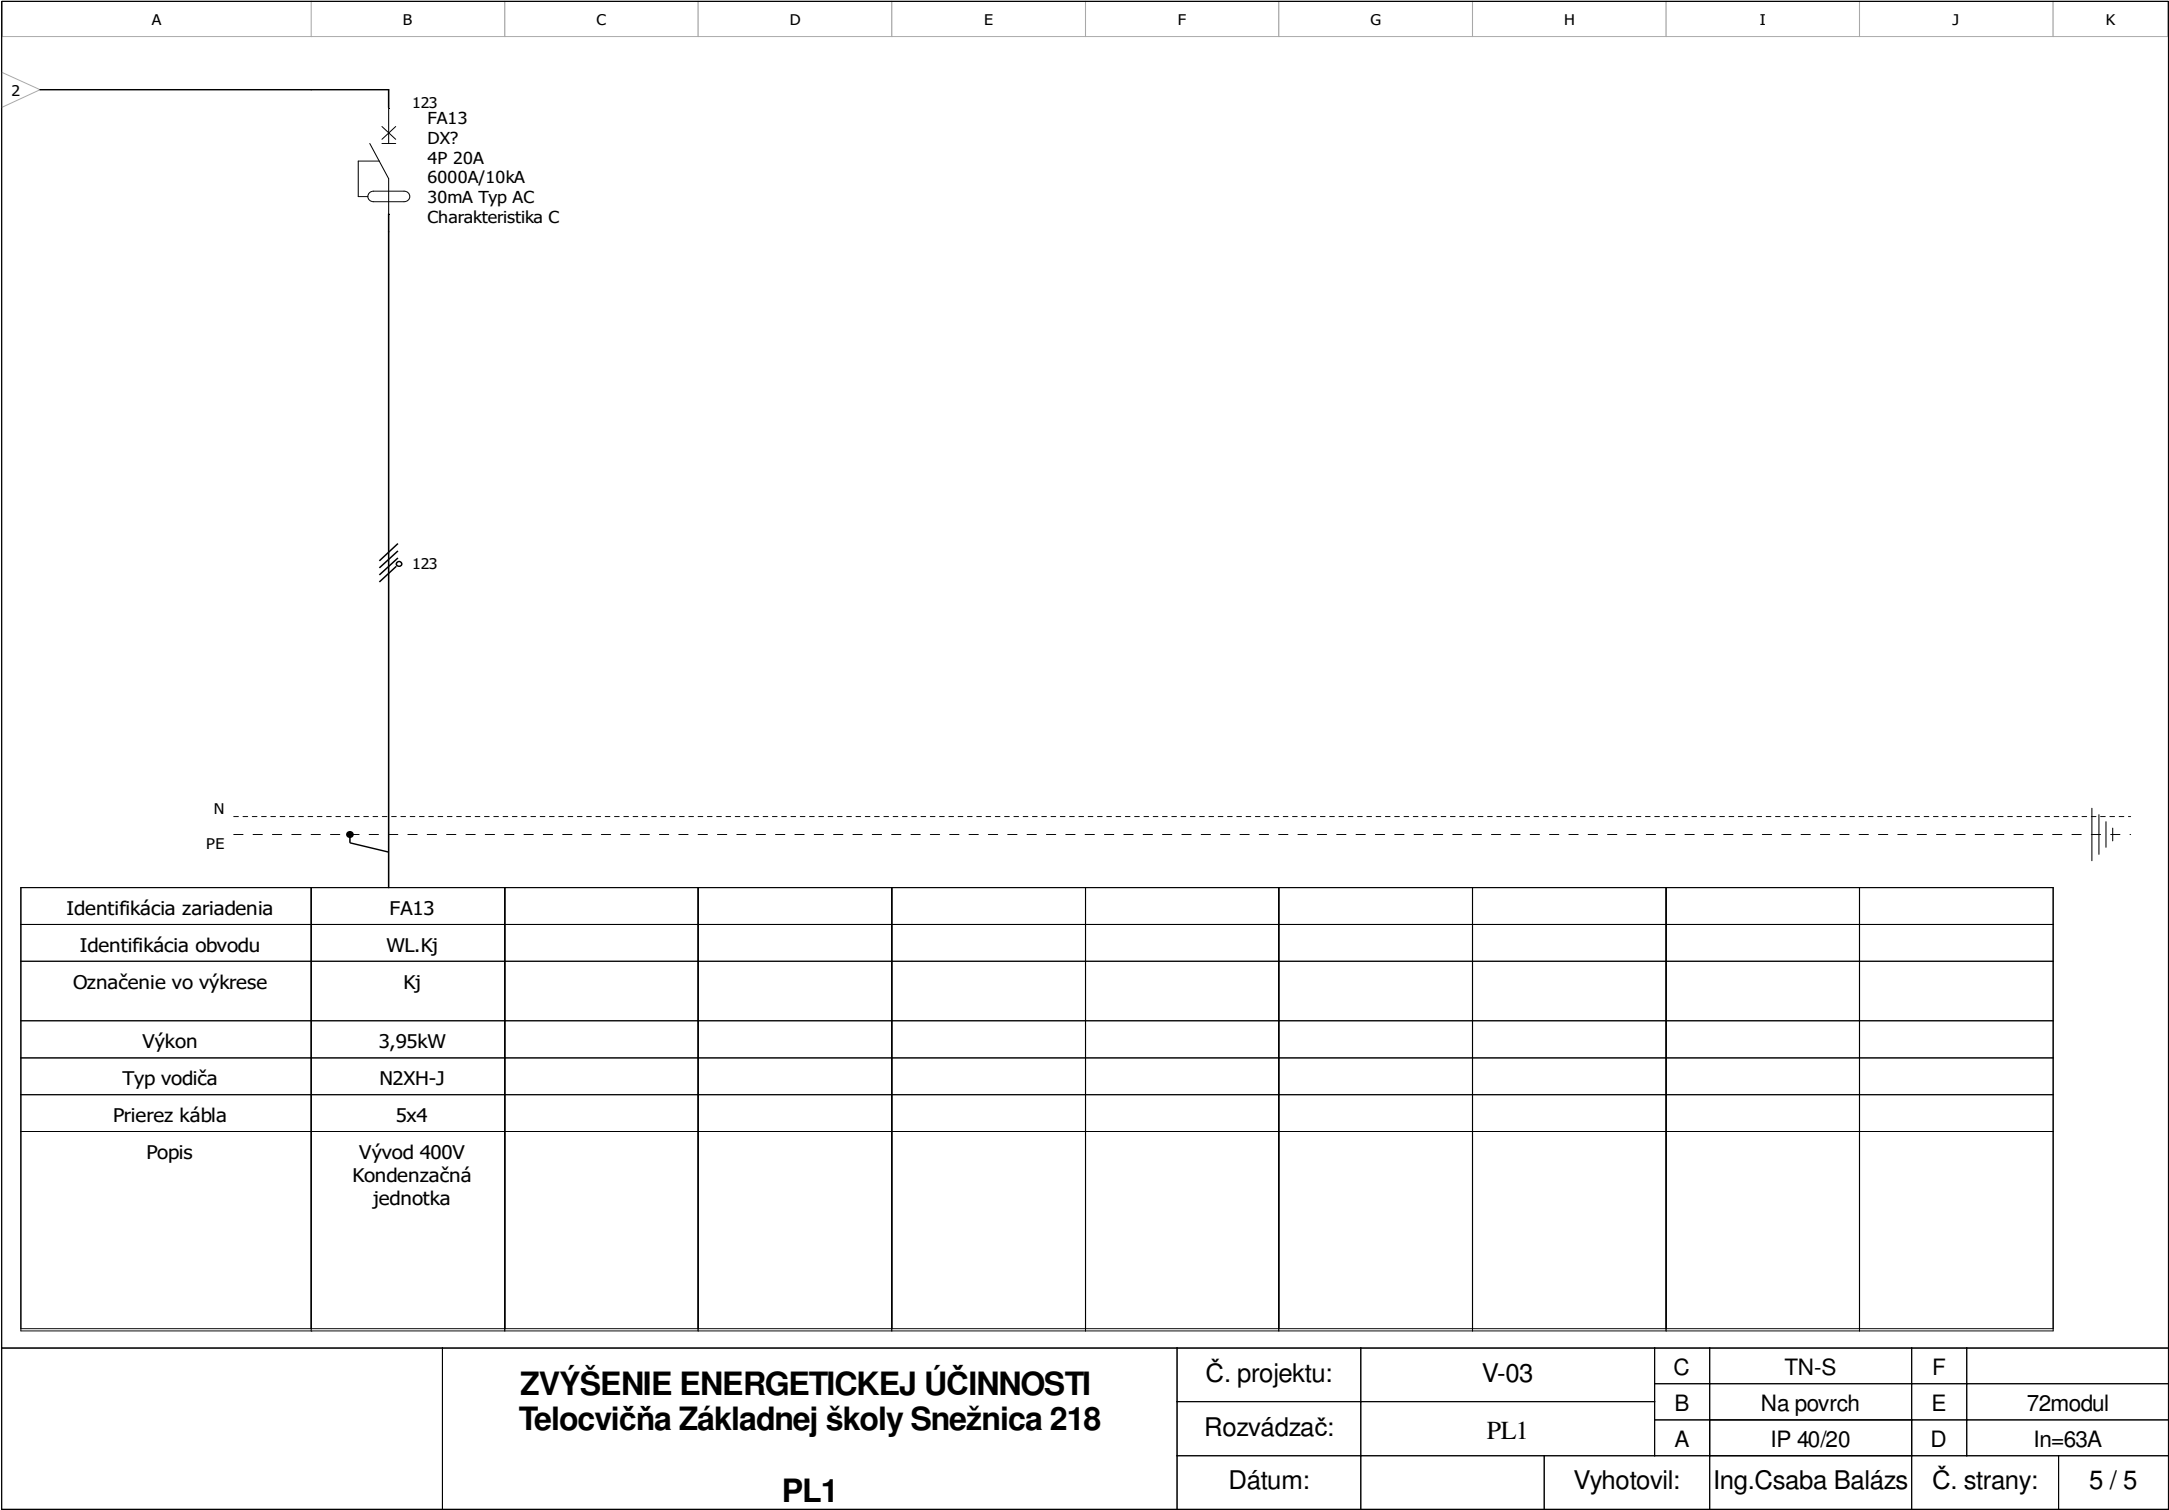 A B C D E F G H I J K
2
123
FA13
DX?
4P 20A
6000A/10kA
30mA Typ AC
Charakteristika C
123
N
PE
Identifikácia zariadenia FA13
Identifikácia obvodu WL.Kj
Označenie vo výkrese Kj
Výkon 3,95kW
Typ vodiča N2XH-J
Prierez kábla 5x4
Popis Vývod 400V
Kondenzačná
jednotka
ZVÝŠENIE ENERGETICKEJ ÚČINNOSTI
Telocvičňa Základnej školy Snežnica 218
PL1
Č. projektu: V-03 C TN-S F
B Na povrch E 72modul
Rozvádzač: PL1 A IP 40/20 D In=63A
Dátum: Vyhotovil: Ing.Csaba Balázs Č. strany: 5 / 5